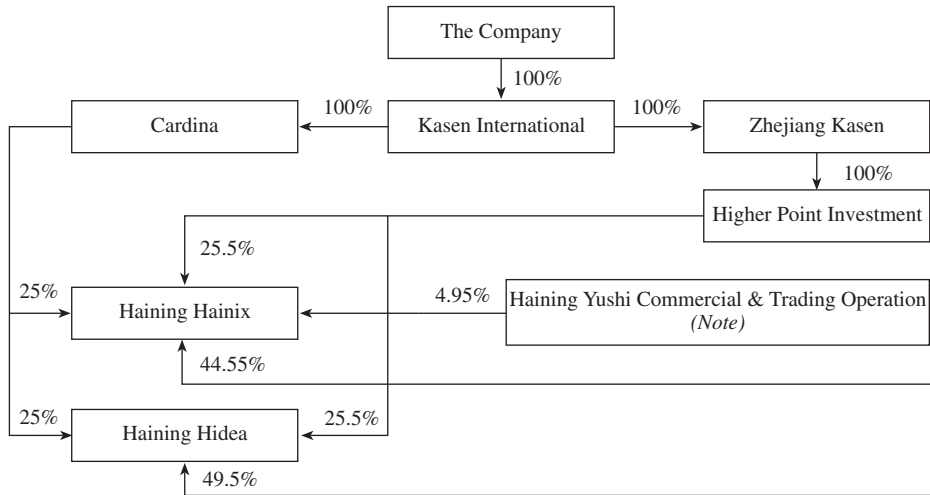 The Company
100%
100%
100%
Cardina
Kasen International
Zhejiang Kasen
100%
Higher Point Investment
25.5%
25%
4.95%
Haining Hainix
Haining Yushi Commercial & Trading Operation
(Note)
44.55%
25%
25.5%
Haining Hidea
49.5%